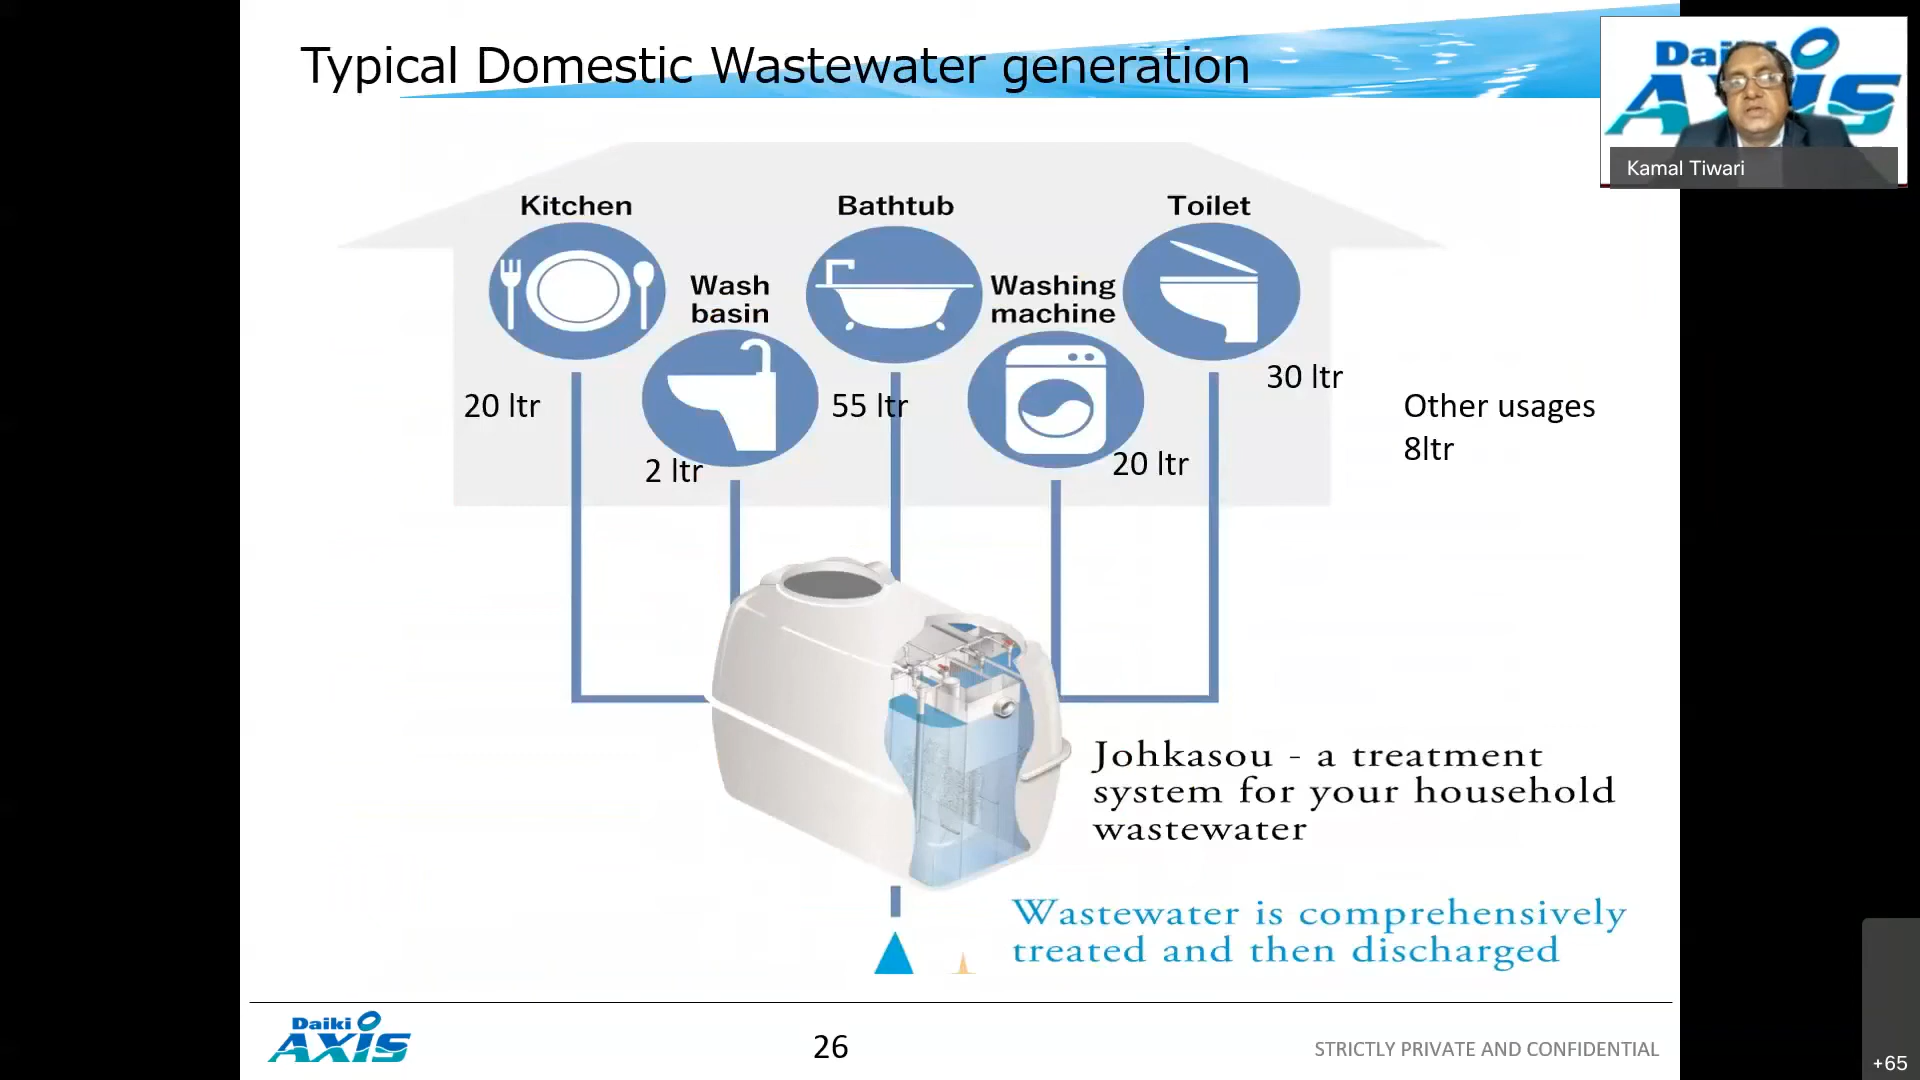 Typical Domestic Wastewater generation
Kamal Tiwari
Kitchen
Bathtub
Toilet
Wash
basin
Washing
machine
30 ltr
20 ltr
55 ltr
Other usages
8ltr
2 ltr
20 ltr
Johkasou - a treatment
system for your household
wastewater
Wastewater is comprehensively
treated and then discharged
Daiki
AXIS
26
STRICTLY PRIVATE AND CONFIDENTIAL
+65